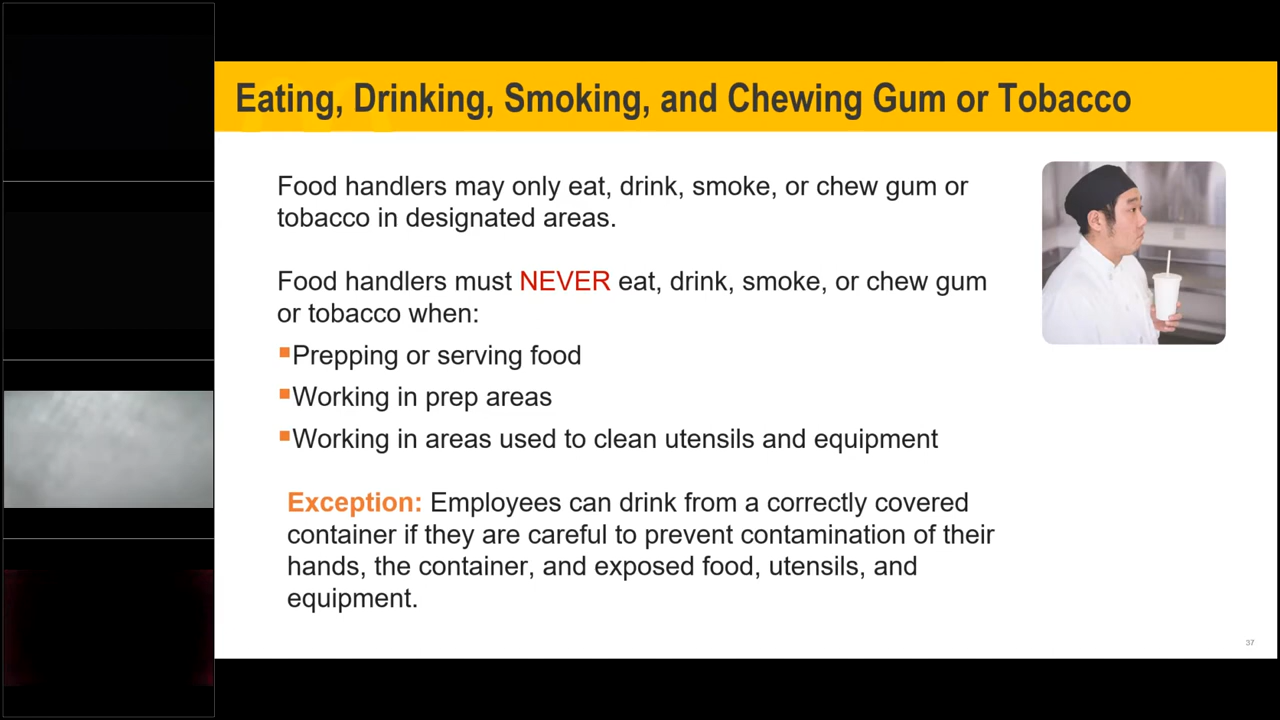 Eating, Drinking, Smoking, and Chewing Gum or Tobacco
Food handlers may only eat, drink, smoke, or chew gum or
tobacco in designated areas.
Food handlers must NEVER eat, drink, smoke, or chew gum
or tobacco when:
Prepping or serving food
Working in prep areas
Working in areas used to clean utensils and equipment
Exception: Employees can drink from a correctly covered
container if they are careful to prevent contamination of their
hands, the container, and exposed food, utensils, and
equipment.
37